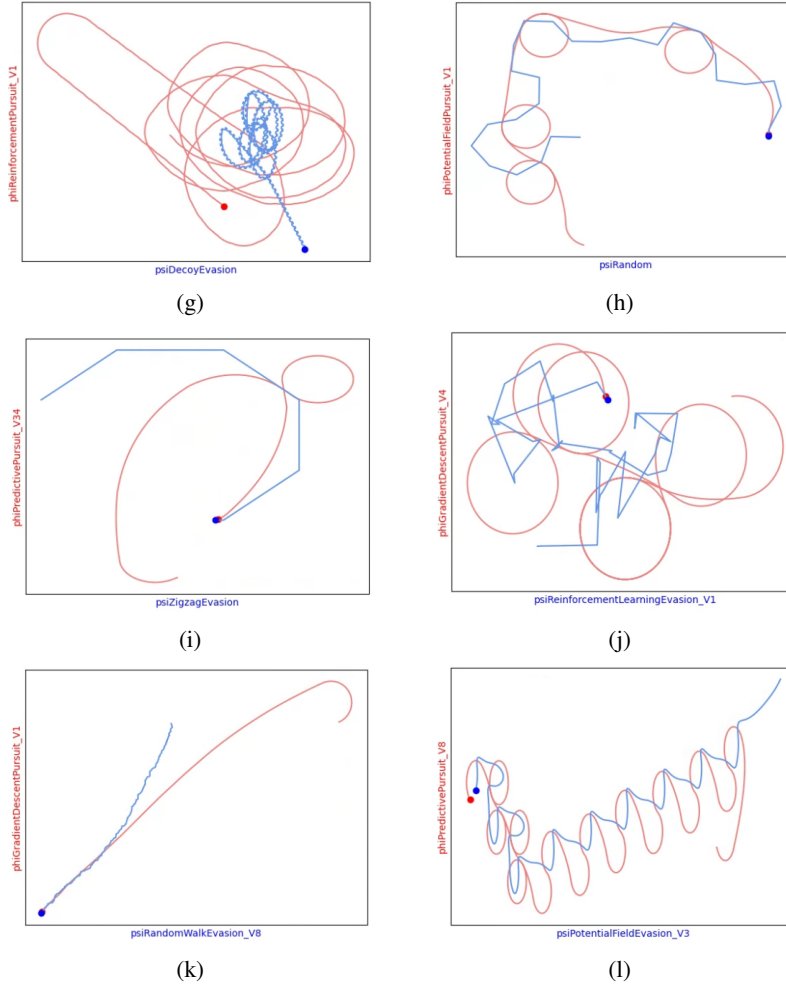 phiReinforcementPursuit_V1
psiDecoyEvasion
(g)
phiPotentialFieldPursuit_V1
psiRandom
(h)
phiPredictivePursuit_V34
psiZigzagEvasion
(i)
phiGradientDescentPursuit_V4
psiReinforcementLearningEvasion_V1
(j)
phiGradientDescentPursuit_V1
psiRandomWalkEvasion_V8
(k)
phiPredictivePursuit_V8
psiPotentialFieldEvasion_V3
(l)